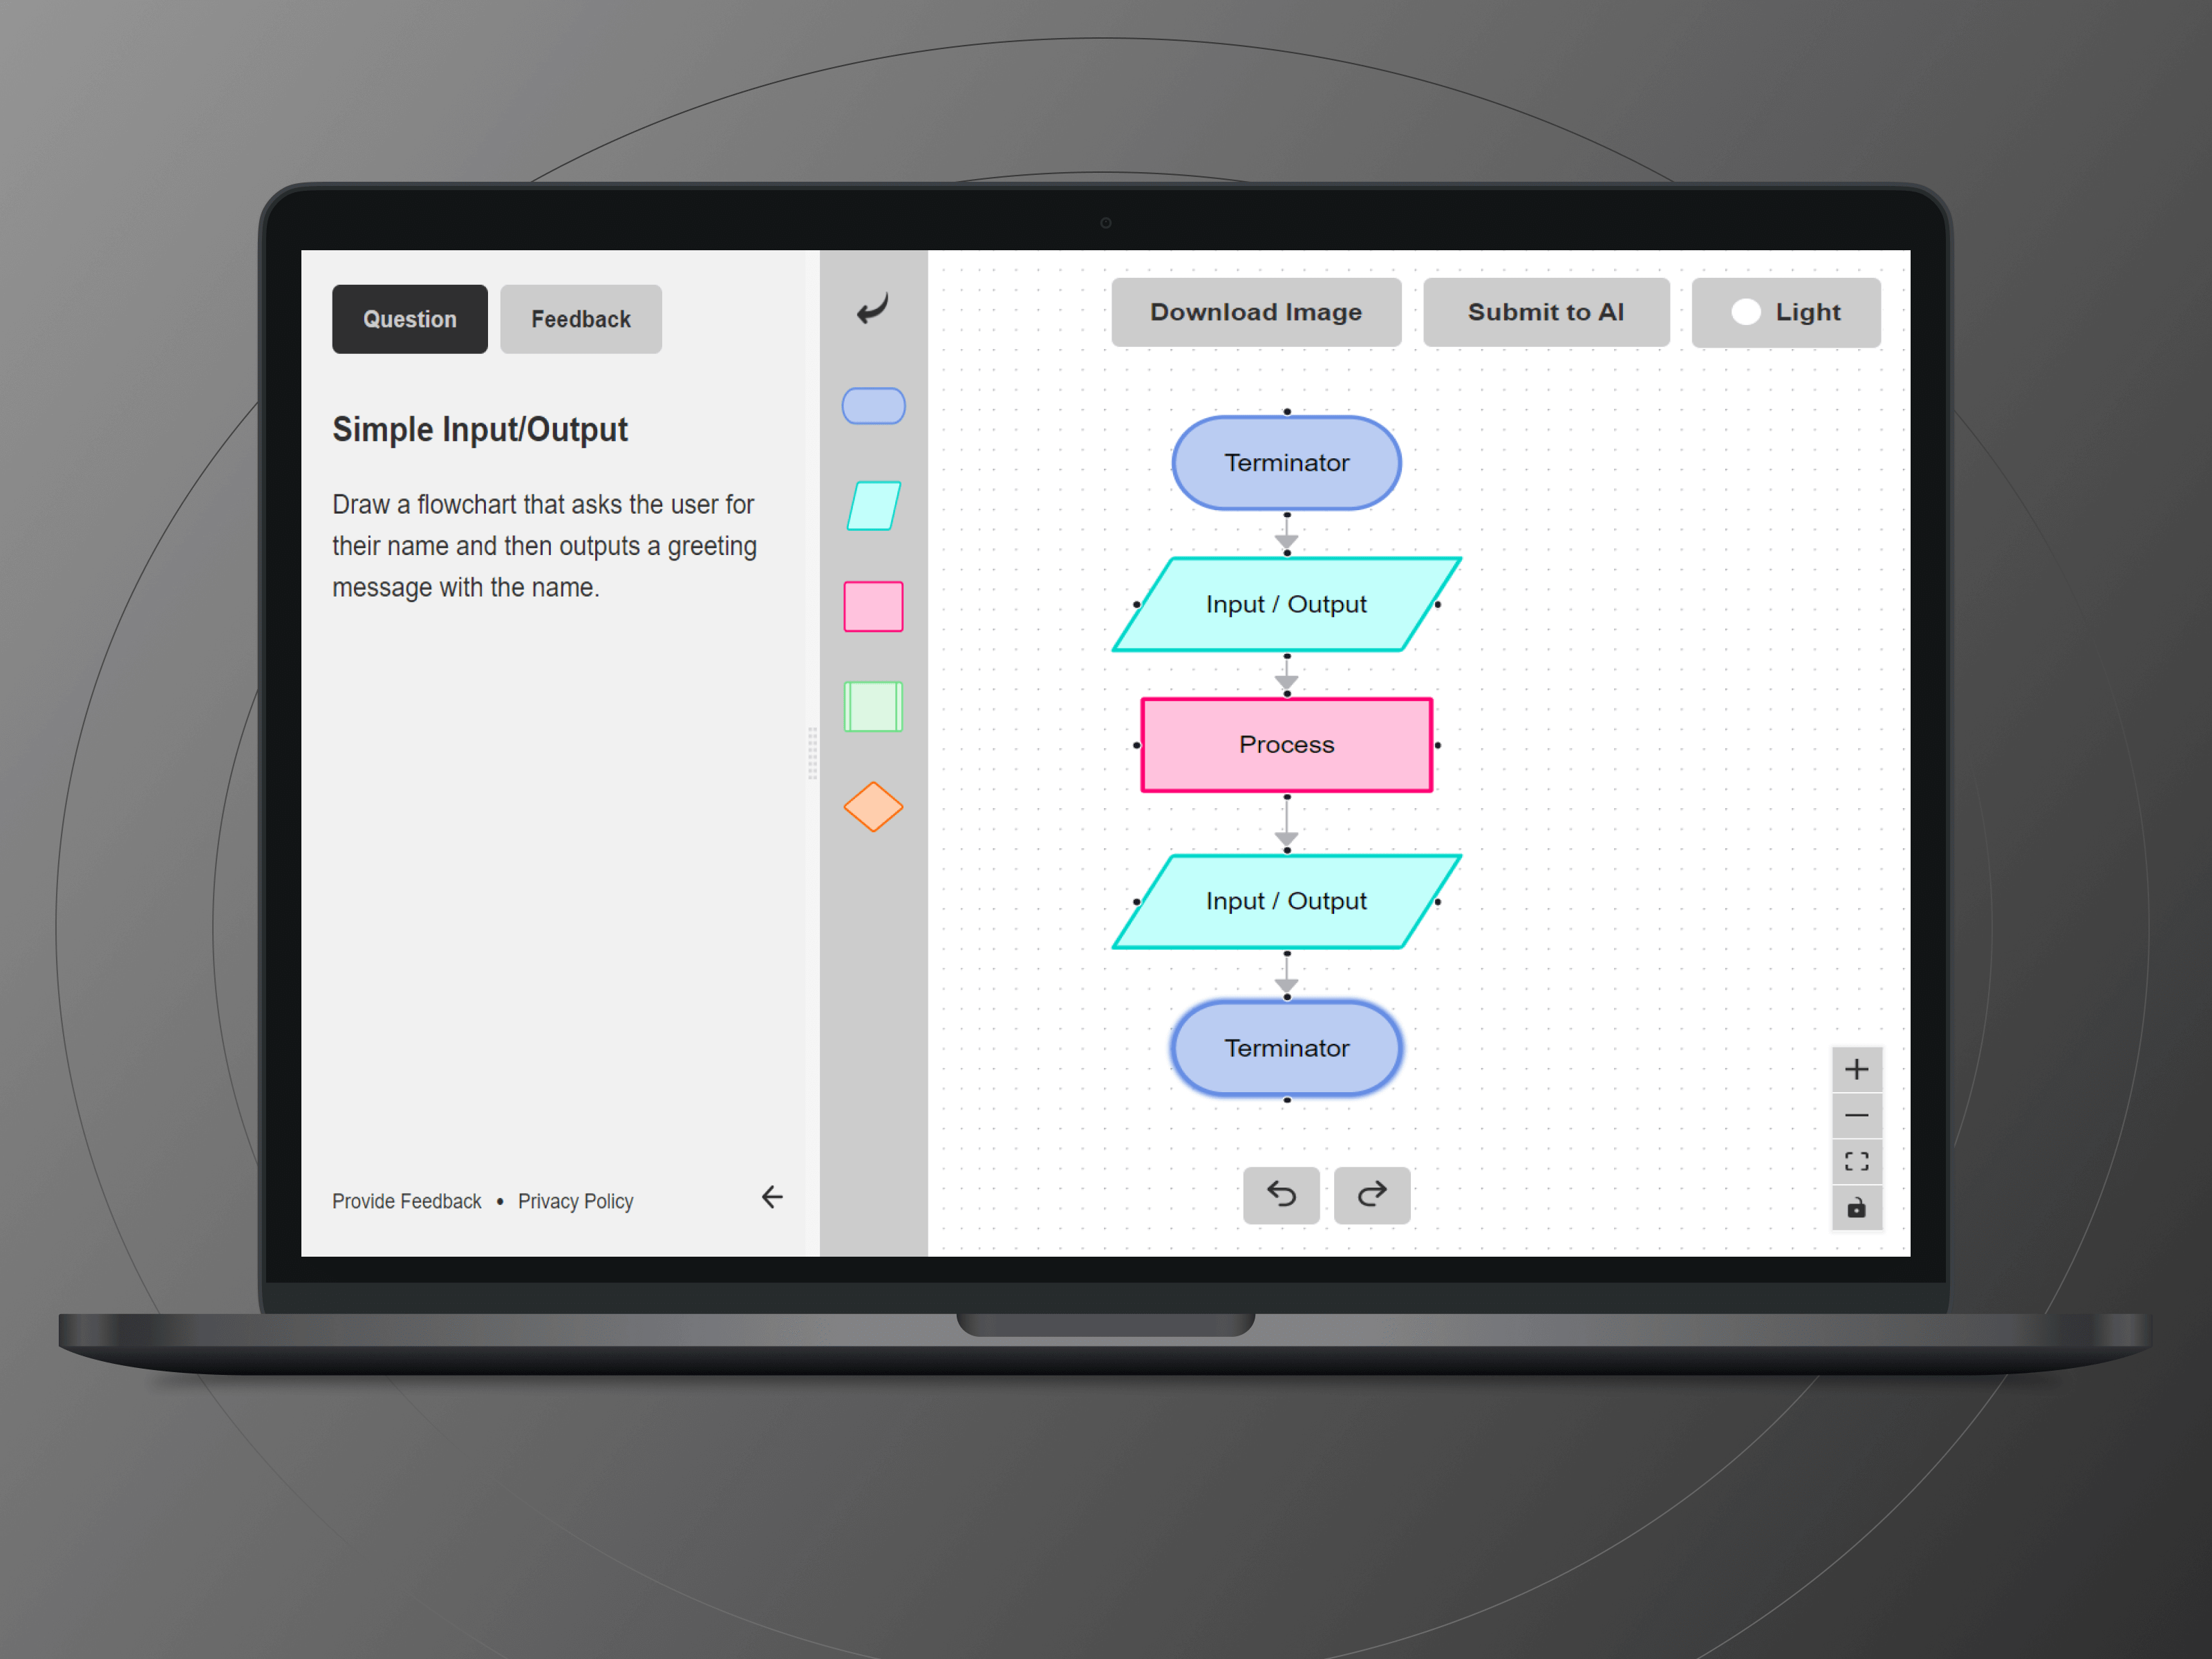 Question
Feedback
Simple Input/Output
Draw a flowchart that asks the user for
their name and then outputs a greeting
message with the name.
Provide Feedback • Privacy Policy
Download Image
Submit to AI
Light
Terminator
Input / Output
Process
Input / Output
Terminator